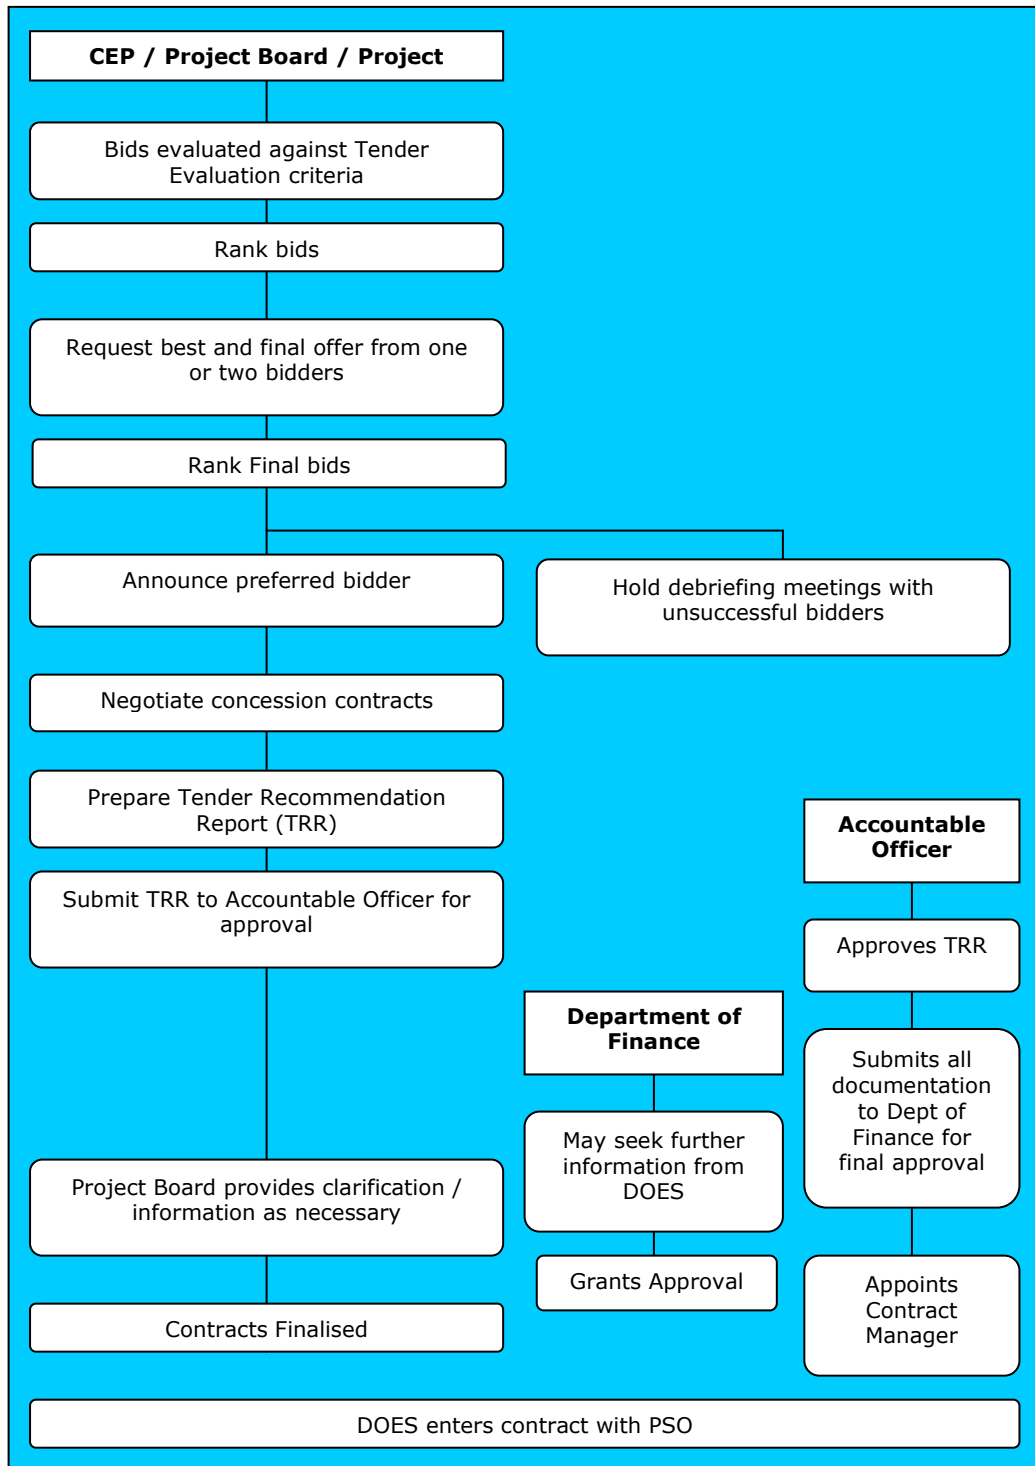 CEP / Project Board / Project
Bids evaluated against Tender
Evaluation criteria
Rank bids
Request best and final offer from one
or two bidders
Rank Final bids
Announce preferred bidder
Hold debriefing meetings with
unsuccessful bidders
Negotiate concession contracts
Prepare Tender Recommendation
Report (TRR)
Submit TRR to Accountable Officer for
approval
Project Board provides clarification /
information as necessary
Contracts Finalised
Department of
Finance
May seek further
information from
DOES
Grants Approval
Accountable
Officer
Approves TRR
Submits all
documentation
to Dept of
Finance for
final approval
Appoints
Contract
Manager
DOES enters contract with PSO